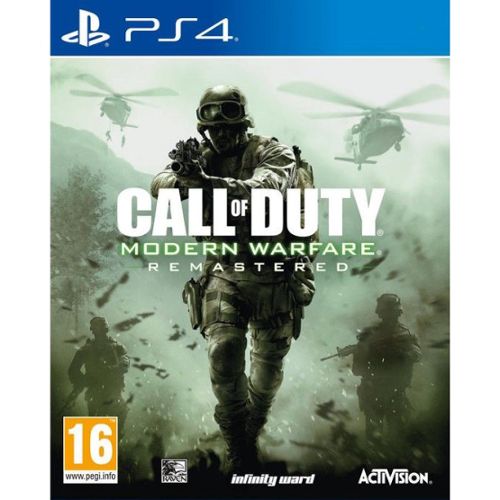 PS4
CALL OF DUTY
MODERN WARFARE
REMASTERED
16
www.pegi.info
RAVEN
infinity ward
ACTIVISION